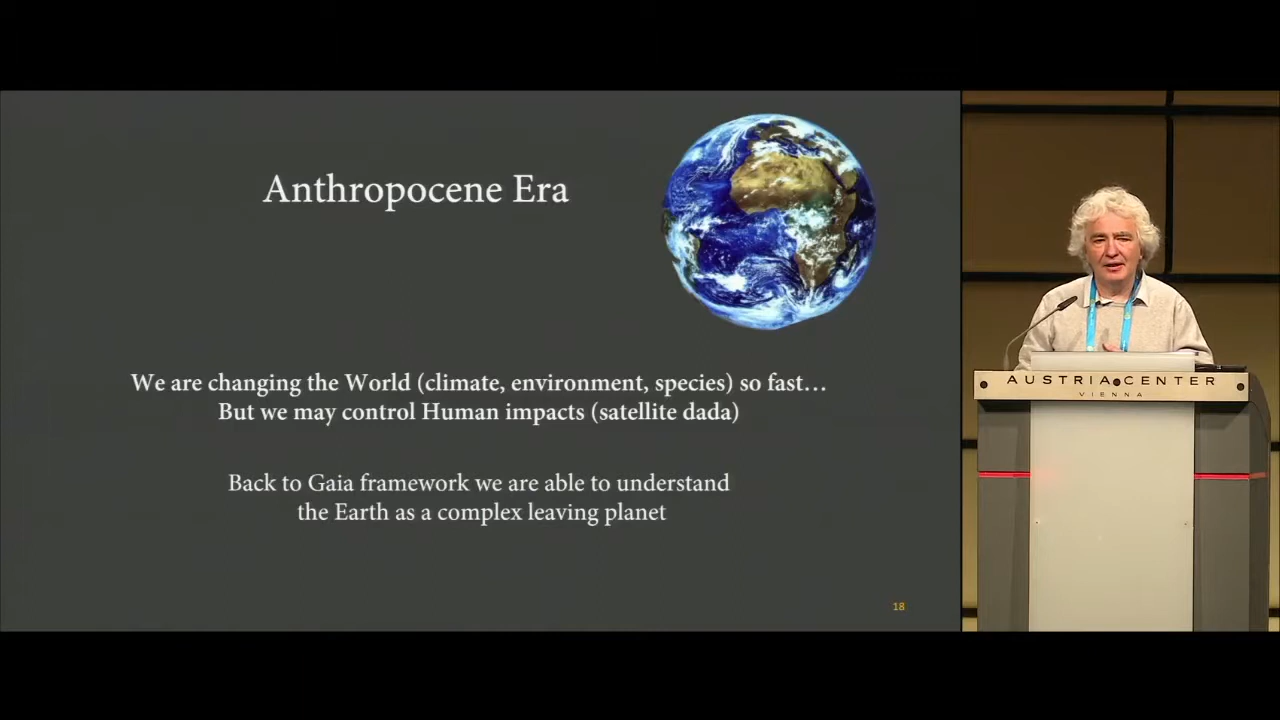 Anthropocene Era
We are changing the World (climate, environment, species) so fast…
But we may control Human impacts (satellite dada)
Back to Gaia framework we are able to understand
the Earth as a complex leaving planet
18
AUSTRIA CENTER
VIENNA